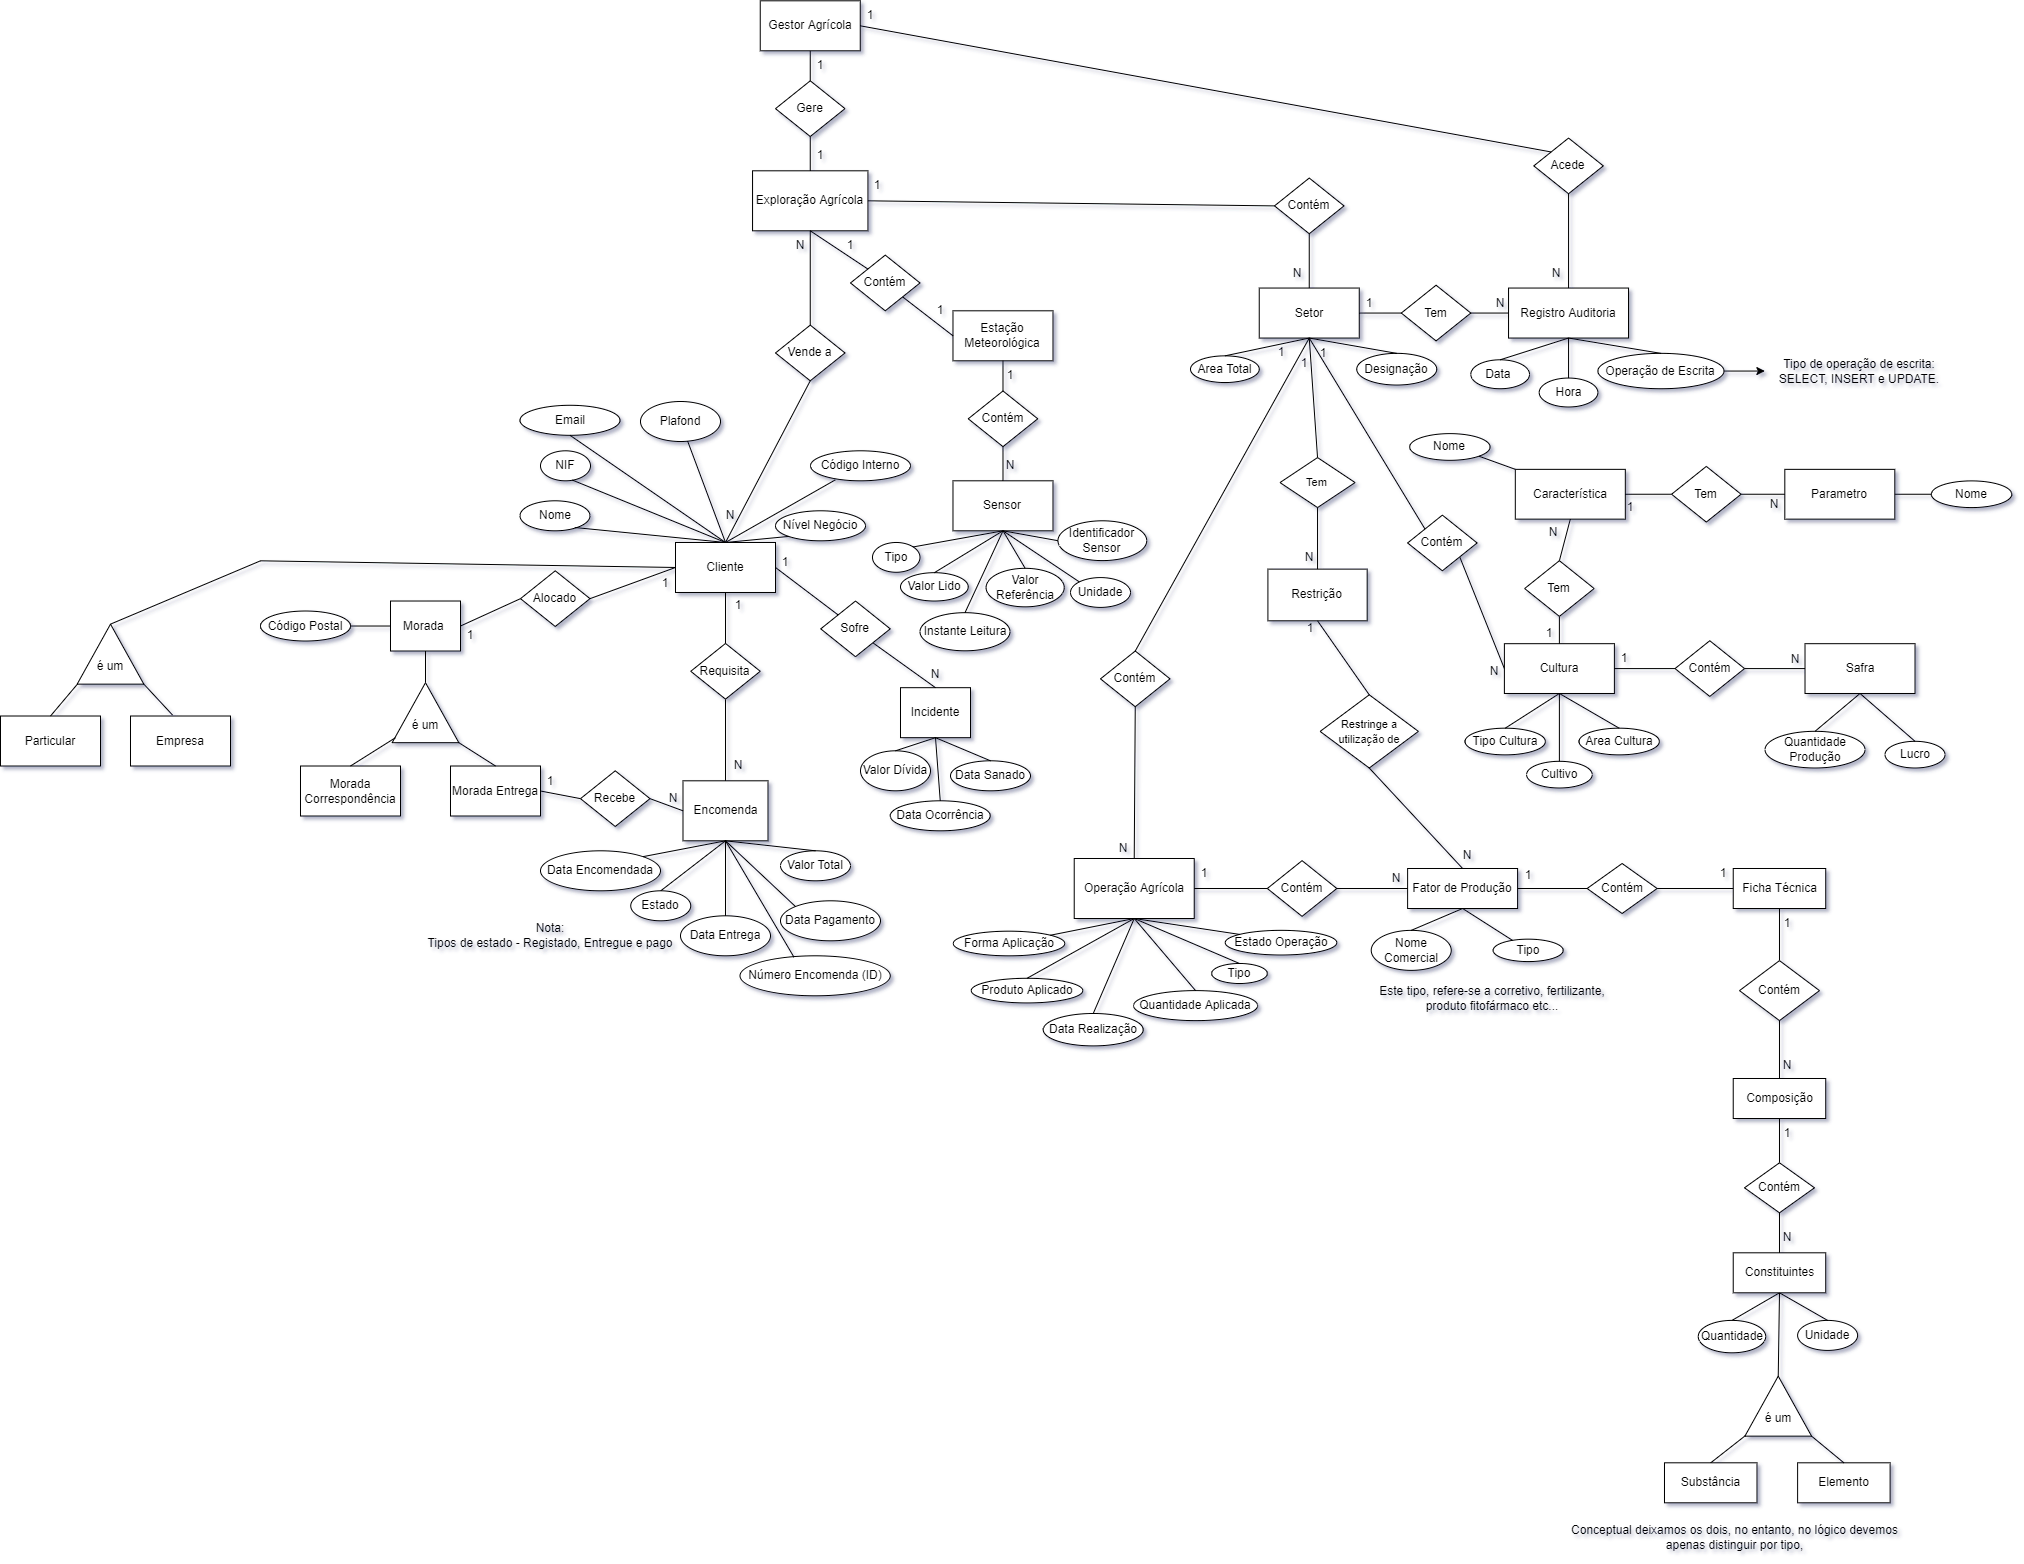 Gestor Agrícola
1
1
Gere
1
Acede
Exploração Agrícola
1
Contém
N
1
Contém
N
N
1
Estação
Meteorológica
Setor
1
Tem
N
Registro Auditoria
Vende a
1
1
1
Area Total
Designação
Data
Hora
Operação de Escrita
Tipo de operação de escrita:
SELECT, INSERT e UPDATE.
1
Contém
N
Email
Plafond
NIF
Código Interno
Nome
N
Nível Negócio
Sensor
Identificador
Sensor
Tipo
Valor Lido
Valor
Referência
Unidade
Instante Leitura
Nome
Característica
1
Tem
N
Parametro
Nome
N
Tem
1
Tem
N
Restrição
1
Contém
N
Cultura
1
Contém
N
Safra
Tipo Cultura
Area Cultura
Cultivo
Quantidade
Produção
Lucro
Cliente
1
1
1
Alocado
1
Morada
Código Postal
é um
Particular
Empresa
é um
Morada
Correspondência
Morada Entrega
1
Recebe
N
Requisita
N
Encomenda
Sofre
N
Incidente
Valor Dívida
Data Sanado
Data Ocorrência
Data Encomendada
Valor Total
Estado
Data Entrega
Data Pagamento
Número Encomenda (ID)
Nota:
Tipos de estado - Registado, Entregue e pago
Contém
N
Restringe a
utilização de
N
Operação Agrícola
1
Contém
N
Fator de Produção
1
Contém
1
Ficha Técnica
Forma Aplicação
Estado Operação
Tipo
Produto Aplicado
Quantidade Aplicada
Data Realização
Nome
Comercial
Tipo
Este tipo, refere-se a corretivo, fertilizante,
produto fitofármaco etc...
1
Contém
N
Composição
1
Contém
N
Constituintes
Quantidade
Unidade
é um
Substância
Elemento
Conceptual deixamos os dois, no entanto, no lógico devemos
apenas distinguir por tipo,